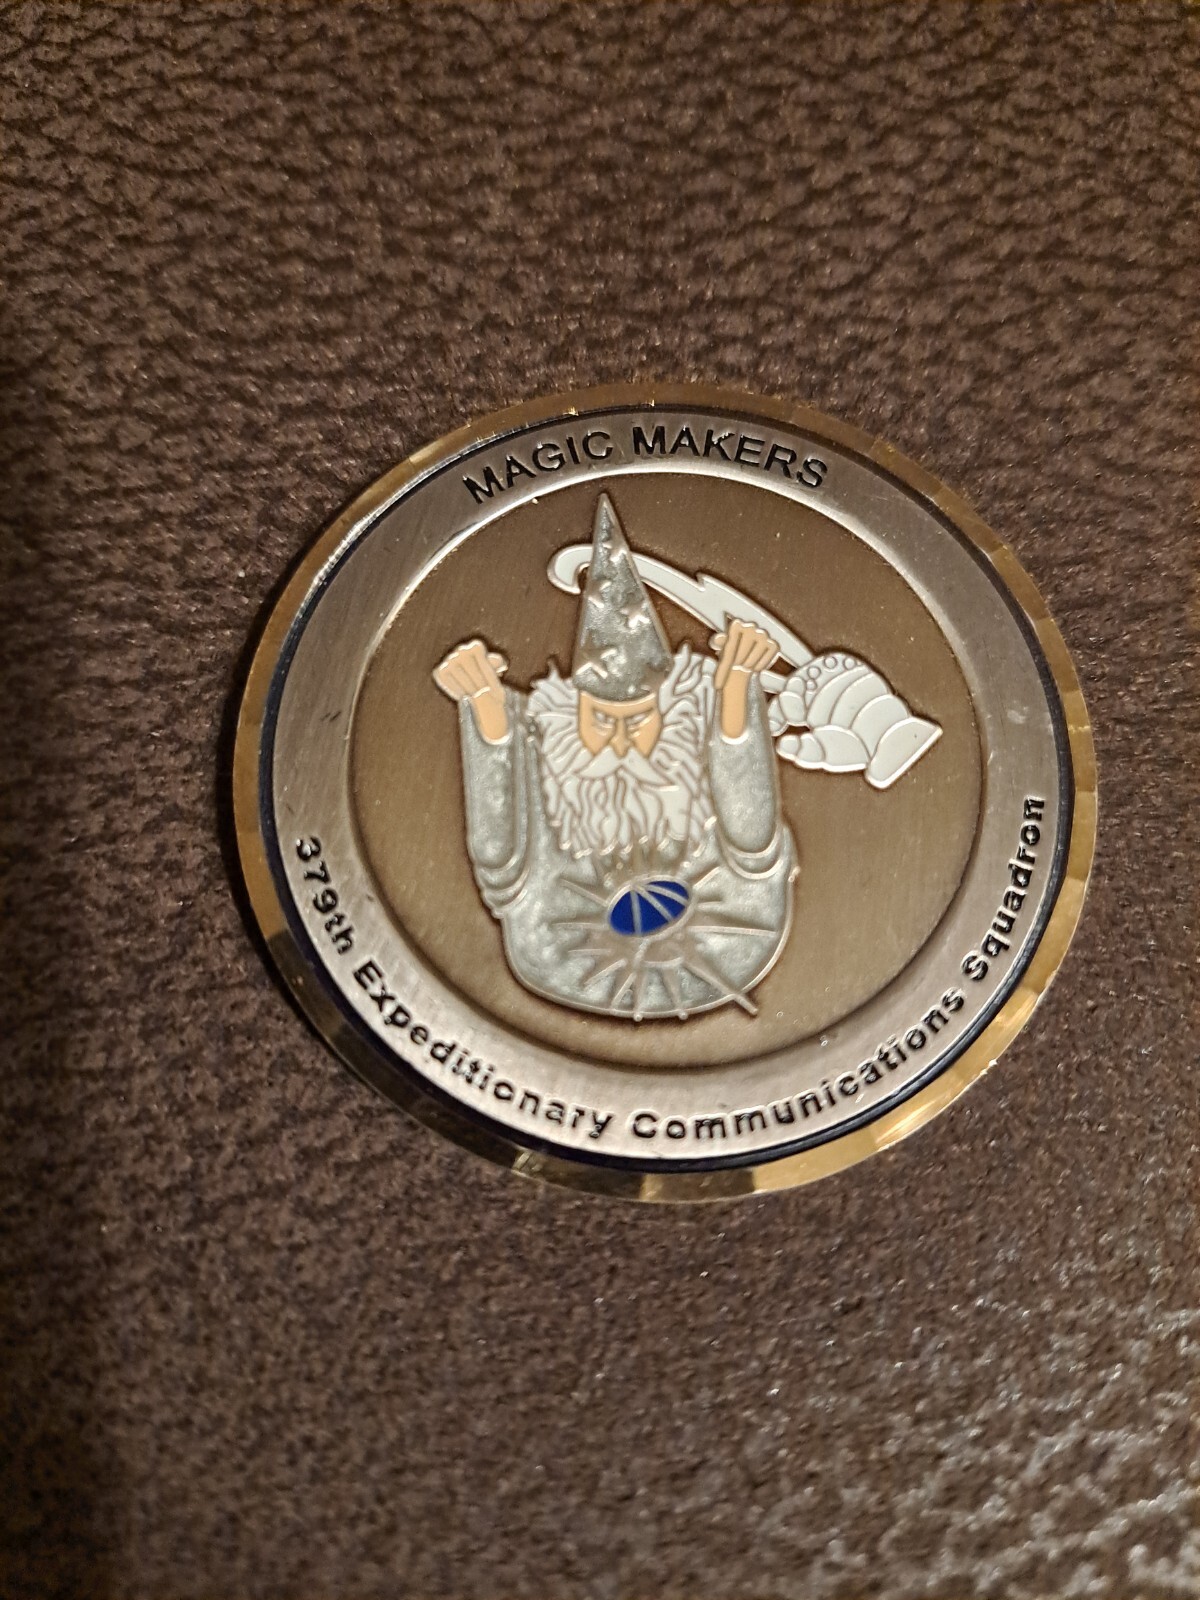 MAGIC MAKERS
379th Expeditionary Communications Squadron